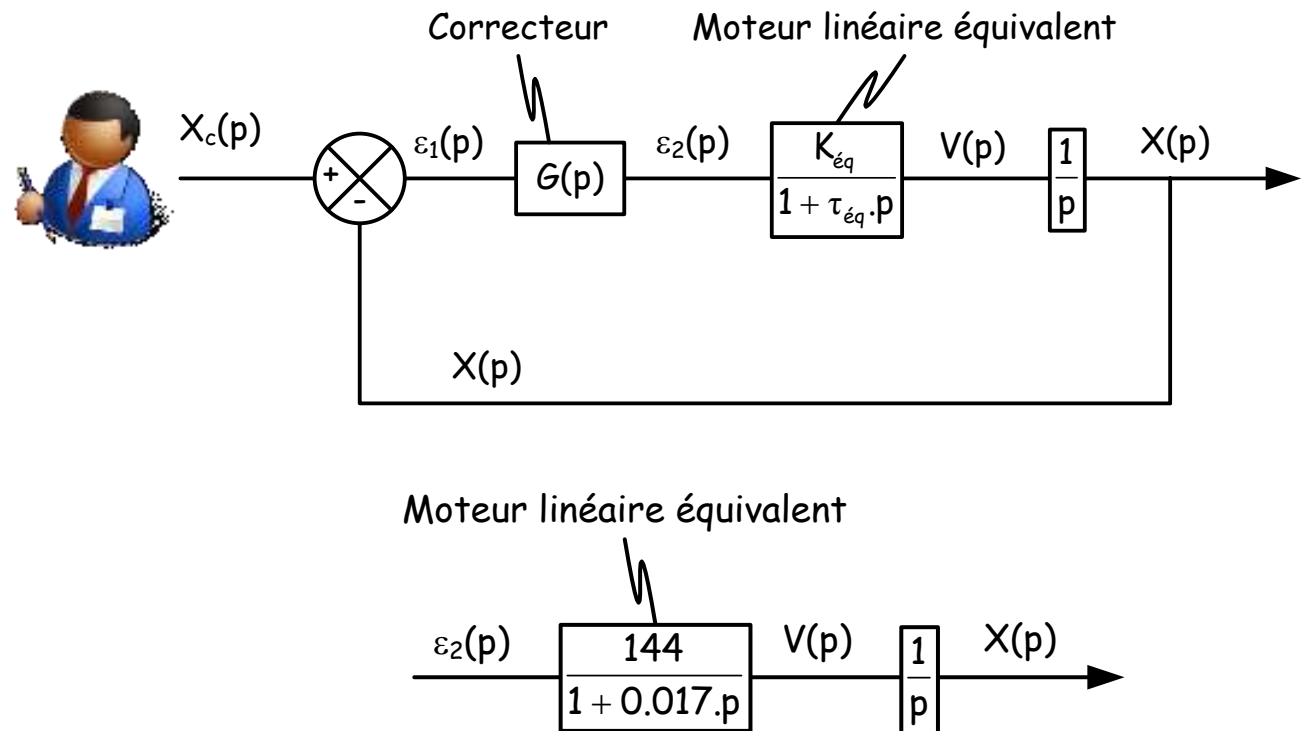 Correcteur
Moteur linéaire équivalent
X_c(p)
+
-
ε₁(p)
G(p)
ε₂(p)
K_éq
1 + τ_éq.p
V(p)
1
p
X(p)
X(p)
Moteur linéaire équivalent
ε₂(p)
144
1 + 0.017.p
V(p)
1
p
X(p)